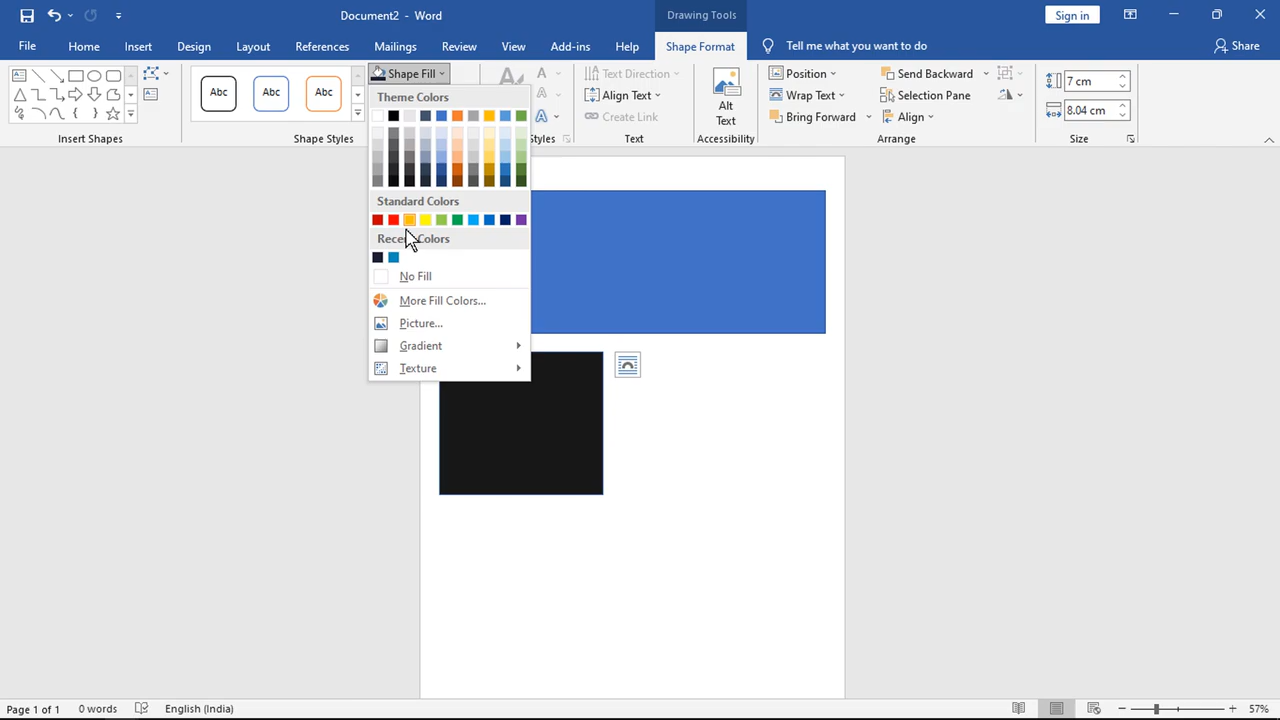 Document2 - Word
Drawing Tools
Sign in
File Home Insert Design Layout References Mailings Review View Add-ins Help Shape Format Tell me what you want to do Share
Abc Abc Abc
Shape Fill
Text Direction
Align Text
Create Link
Alt
Text
Position
Wrap Text
Bring Forward
Send Backward
Selection Pane
Align
7 cm
8.04 cm
Insert Shapes Shape Styles Styles Text Accessibility Arrange Size
Theme Colors
Standard Colors
Colors
No Fill
More Fill Colors...
Picture...
Gradient
Texture
Page 1 of 1 0 words English (India) 57%